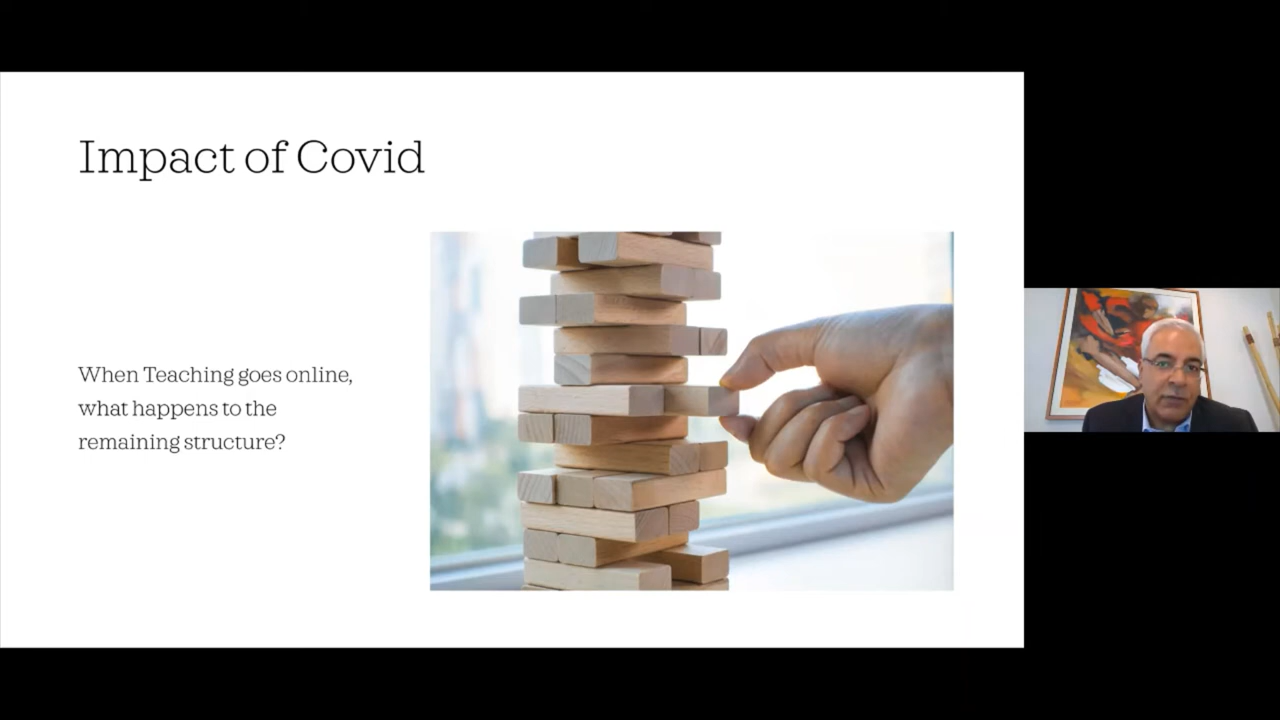 Impact of Covid
When Teaching goes online,
what happens to the
remaining structure?